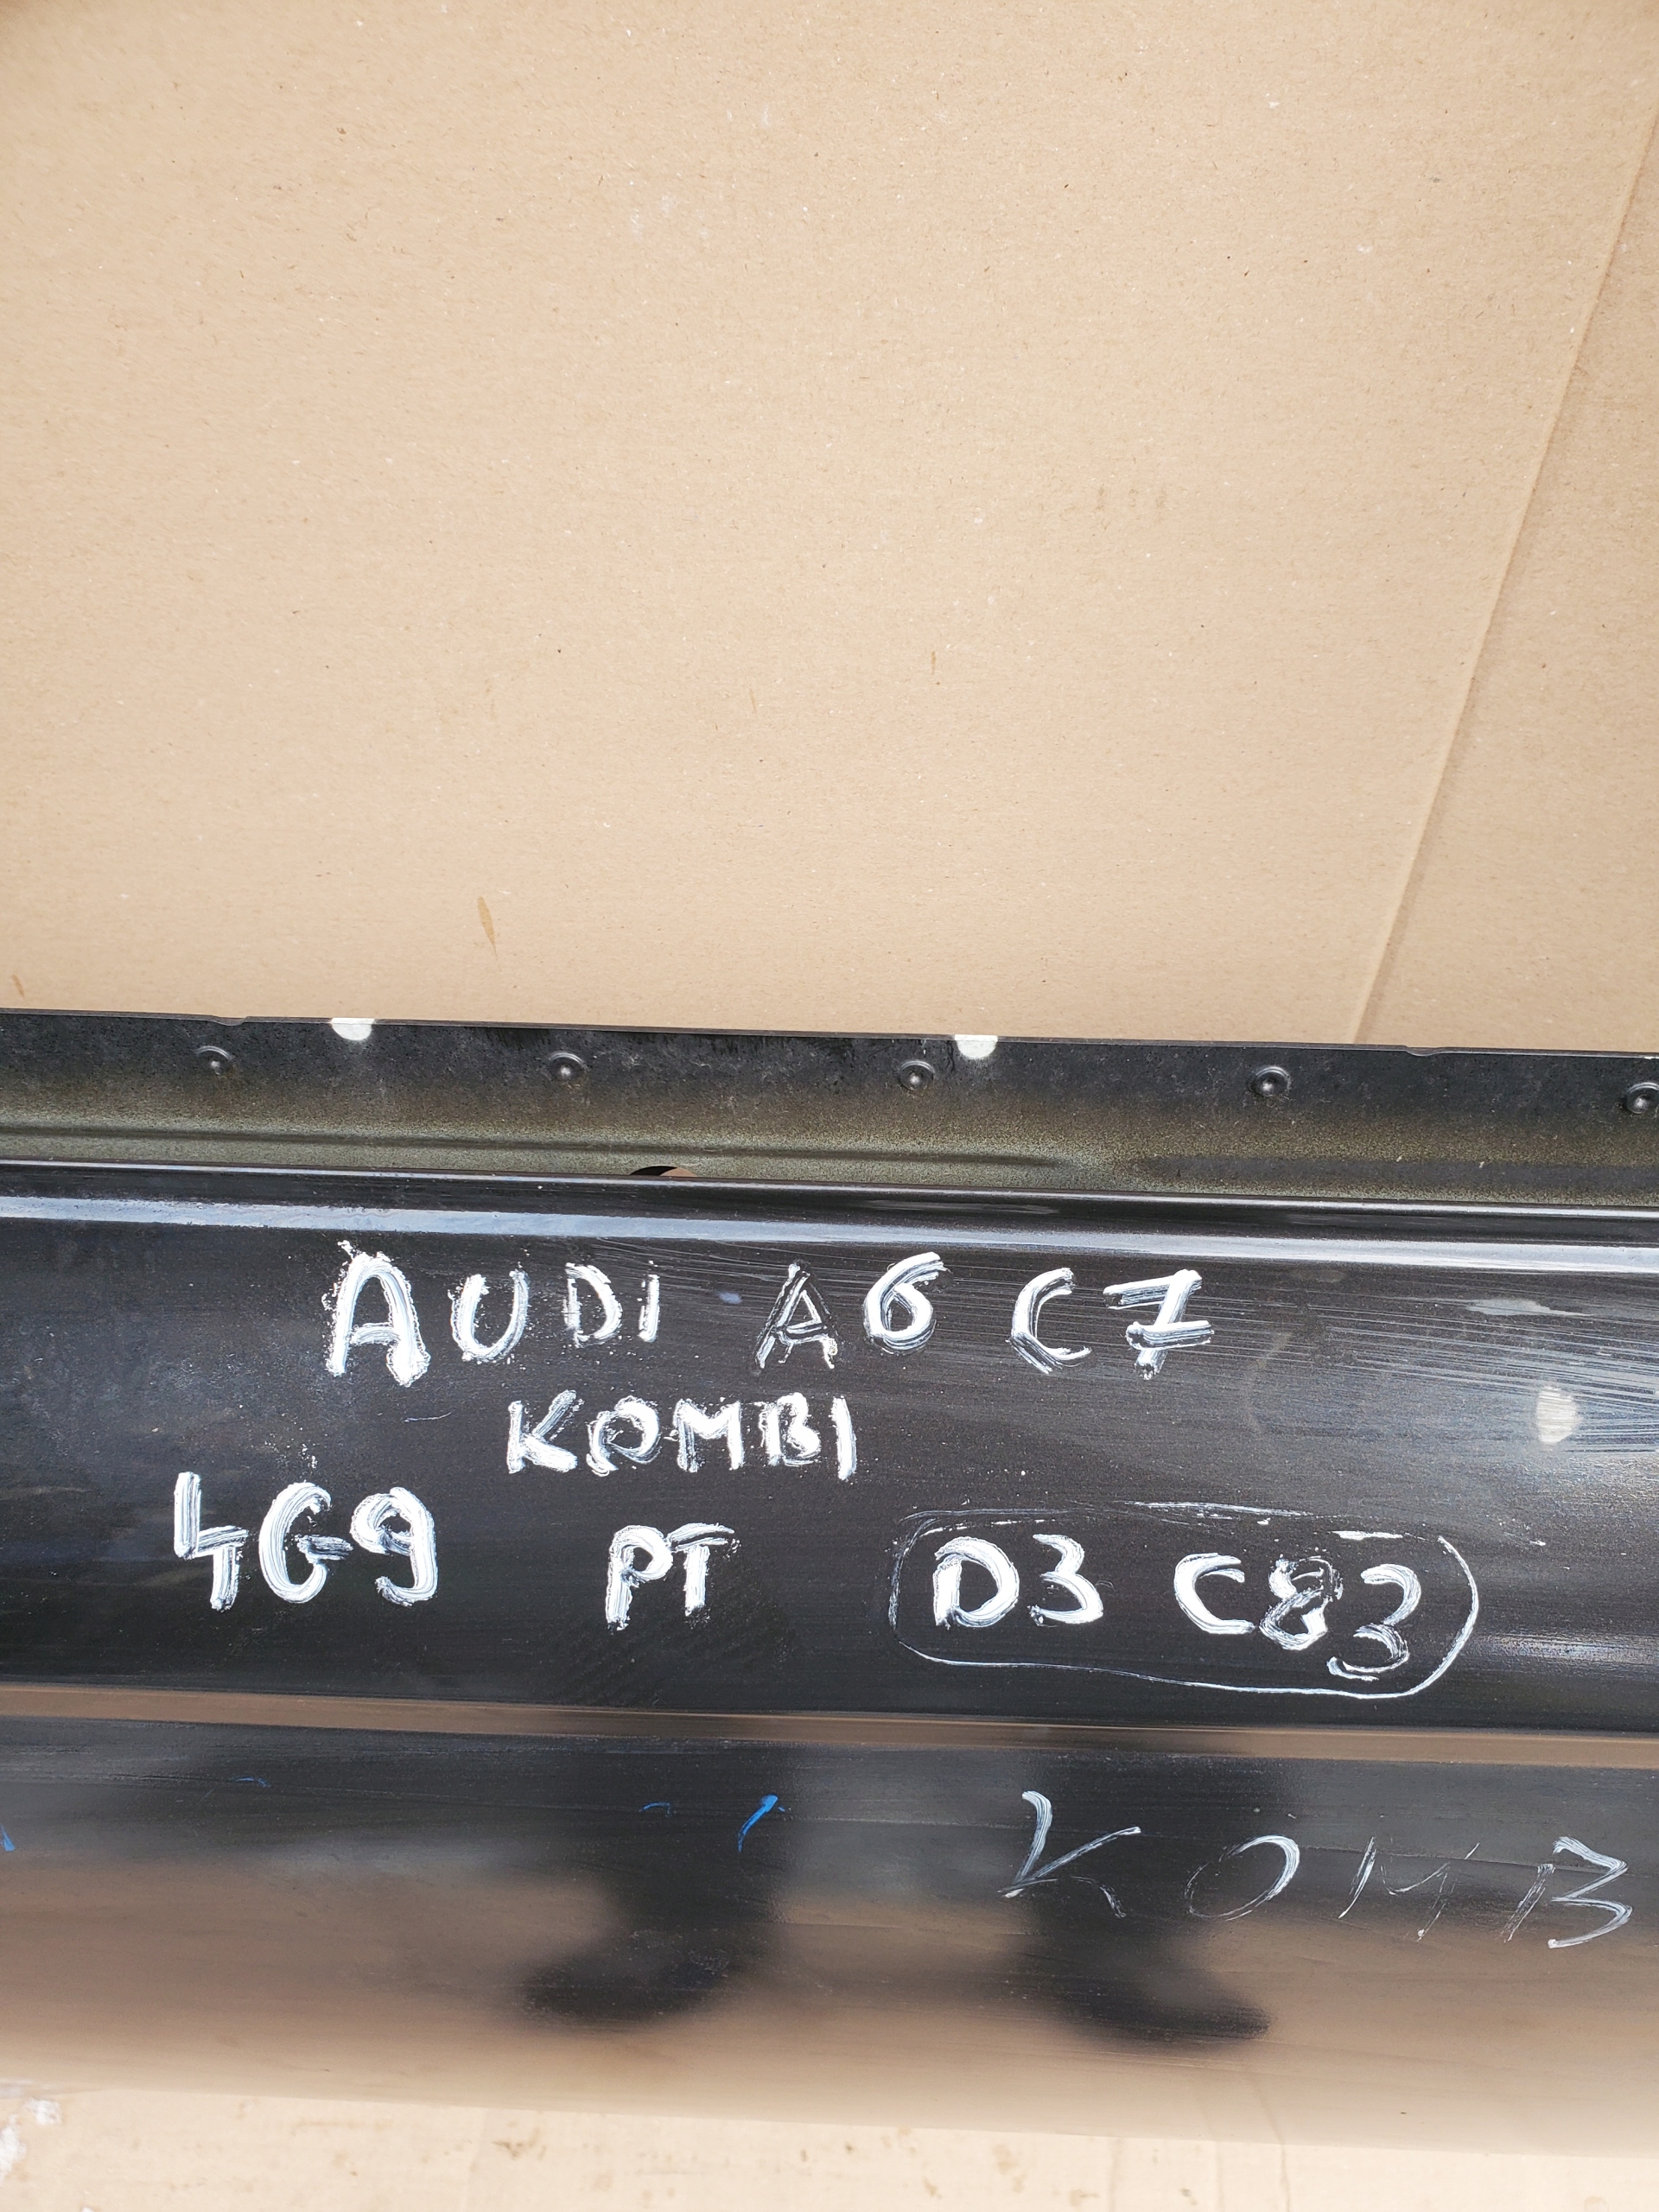 AUDI A6 C7
KOMBI
4G9 PT D3 C83
KOMB